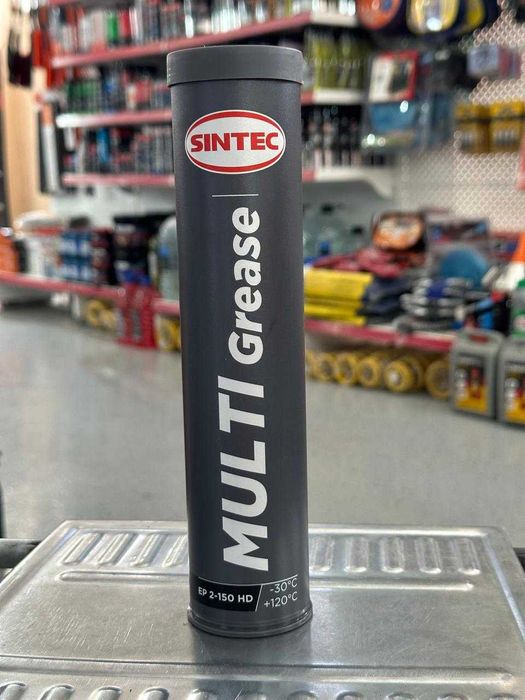 SINTEC
MULTI Grease
EP 2-150 HD
-30°C
+120°C